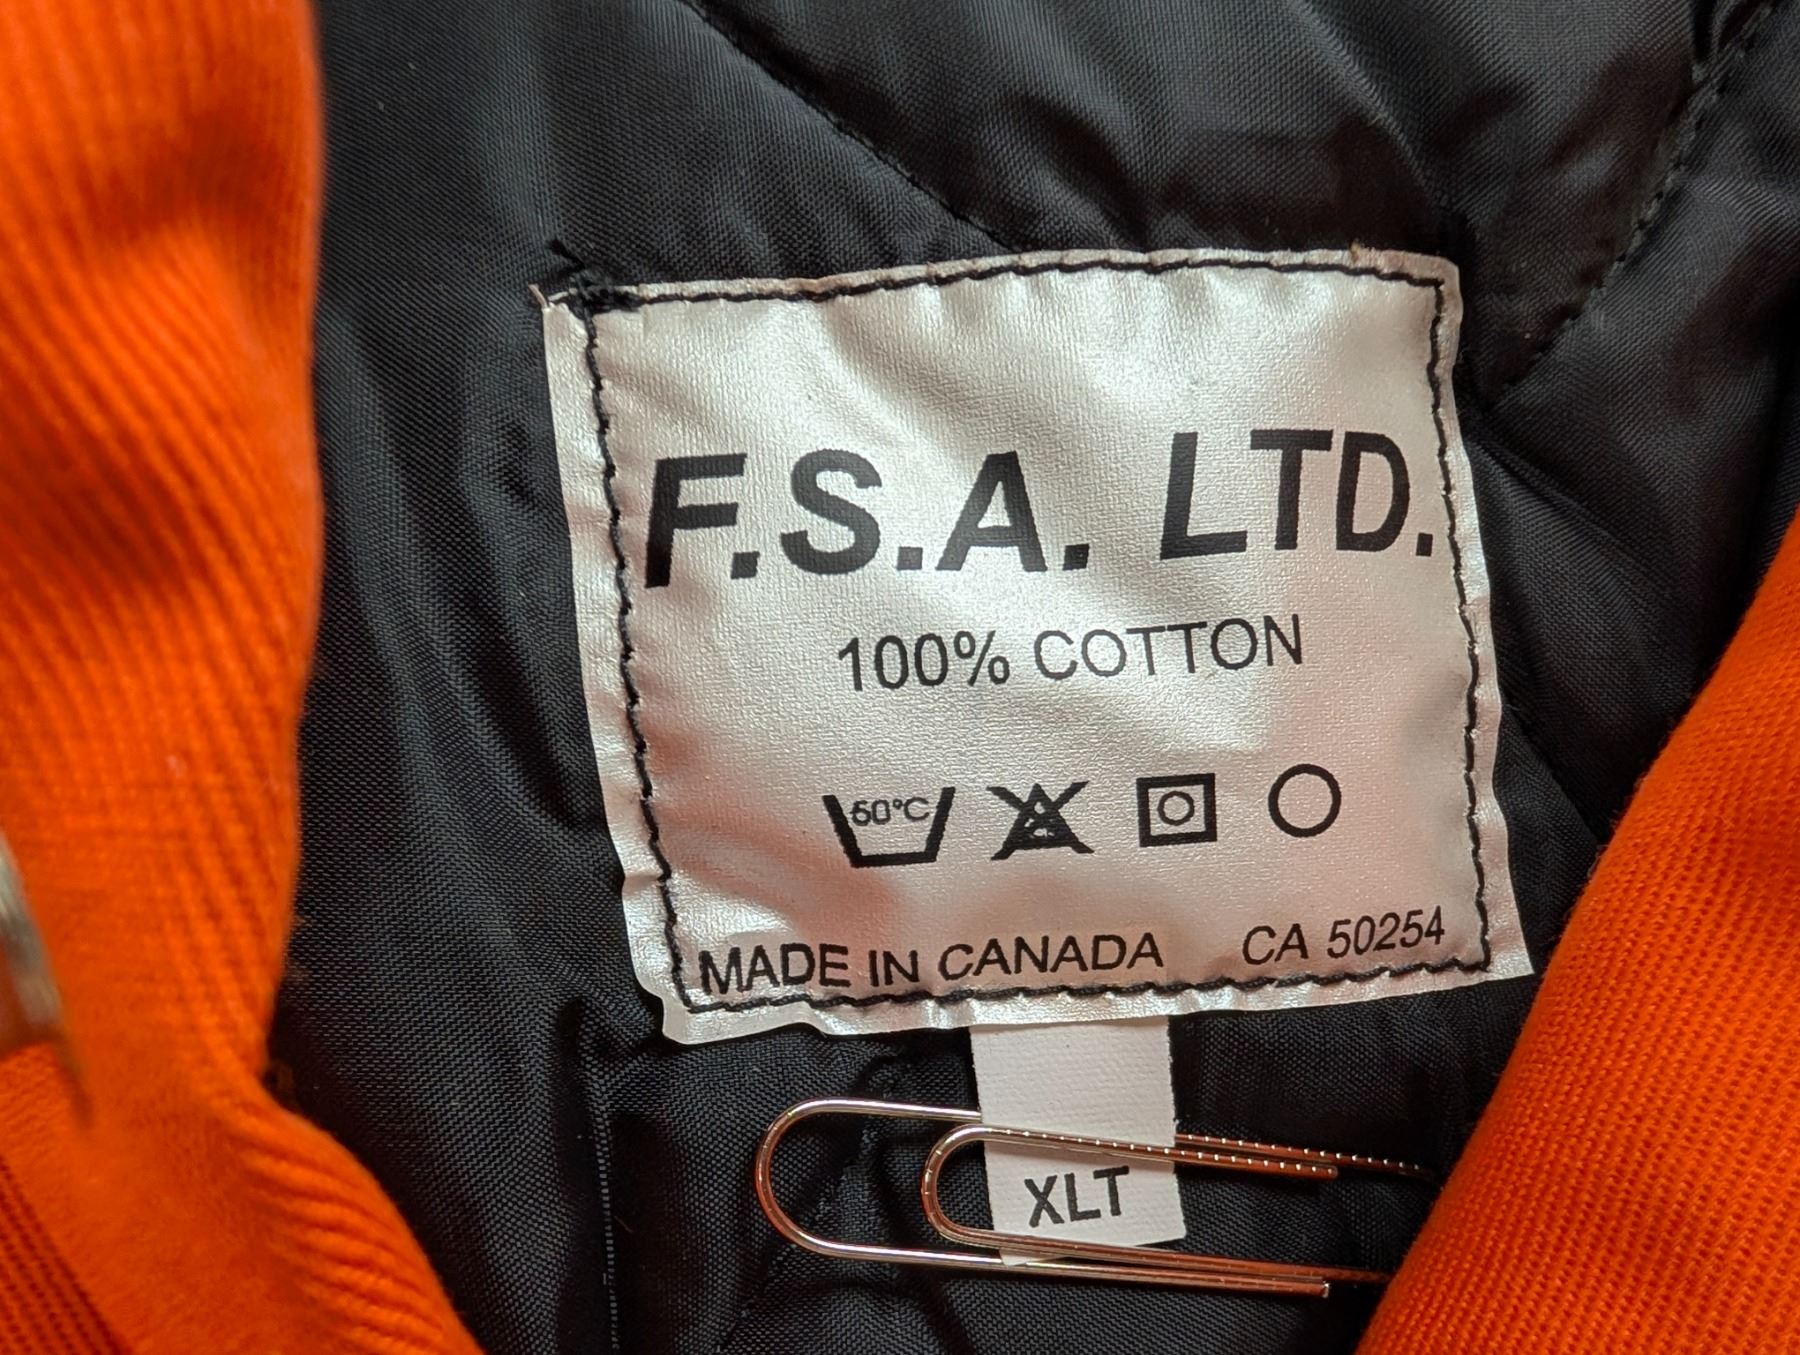 F.S.A. LTD.
100% COTTON
60°C
MADE IN CANADA CA 50254
XLT